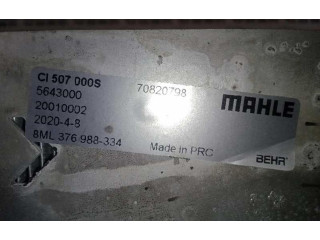 CI 507 000S 70820798
5643000
20010002
2020-4-8
8ML 376 988-334 Made in PRC
MAHLE
BEHR